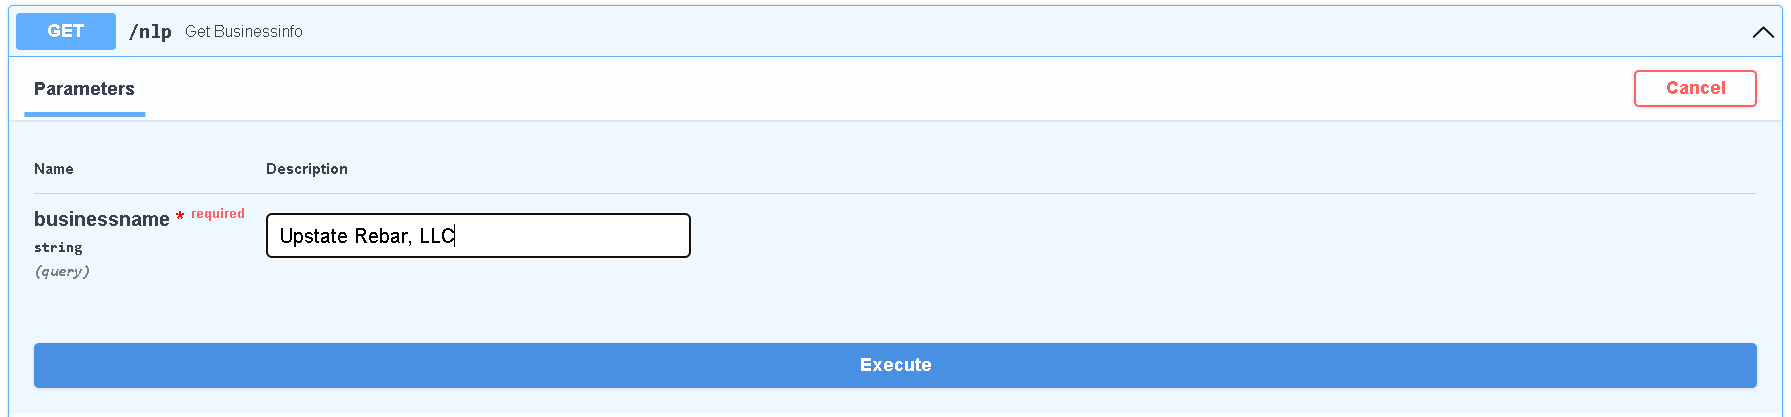 GET /nlp Get Businessinfo
Parameters
Cancel
Name Description
businessname * required
string
(query)
Upstate Rebar, LLC
Execute